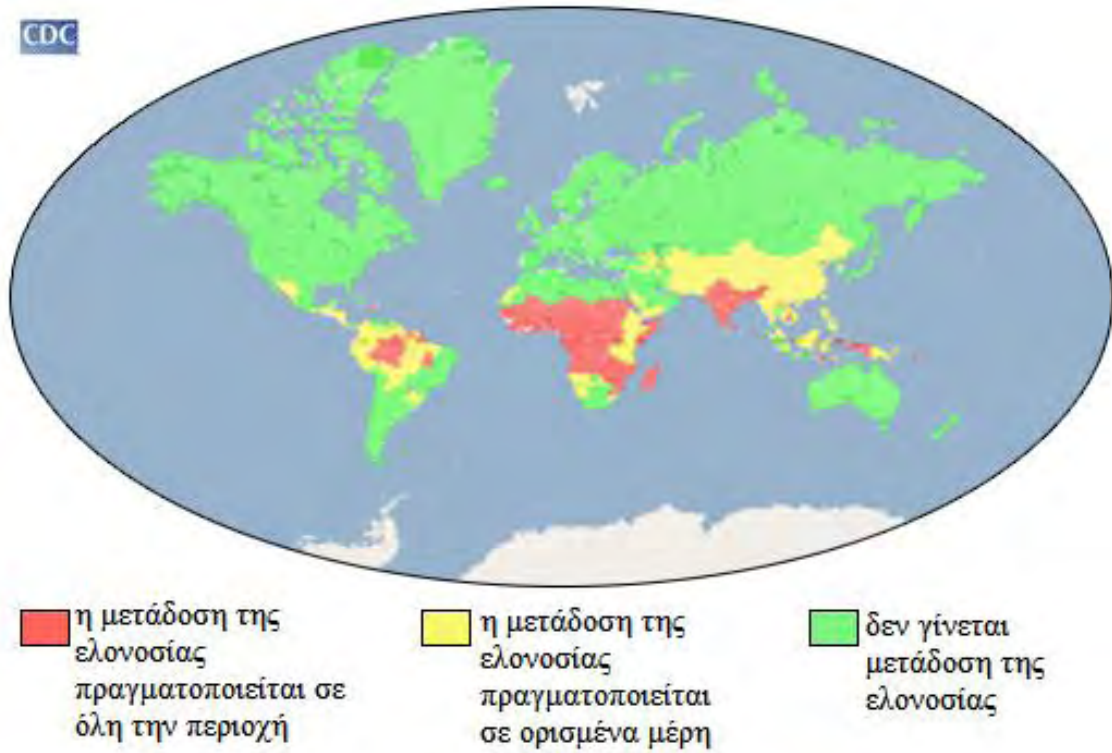 CDC
η μετάδοση της
ελονοσίας
πραγματοποιείται σε
όλη την περιοχή
η μετάδοση της
ελονοσίας
πραγματοποιείται
σε ορισμένα μέρη
δεν γίνεται
μετάδοση της
ελονοσίας